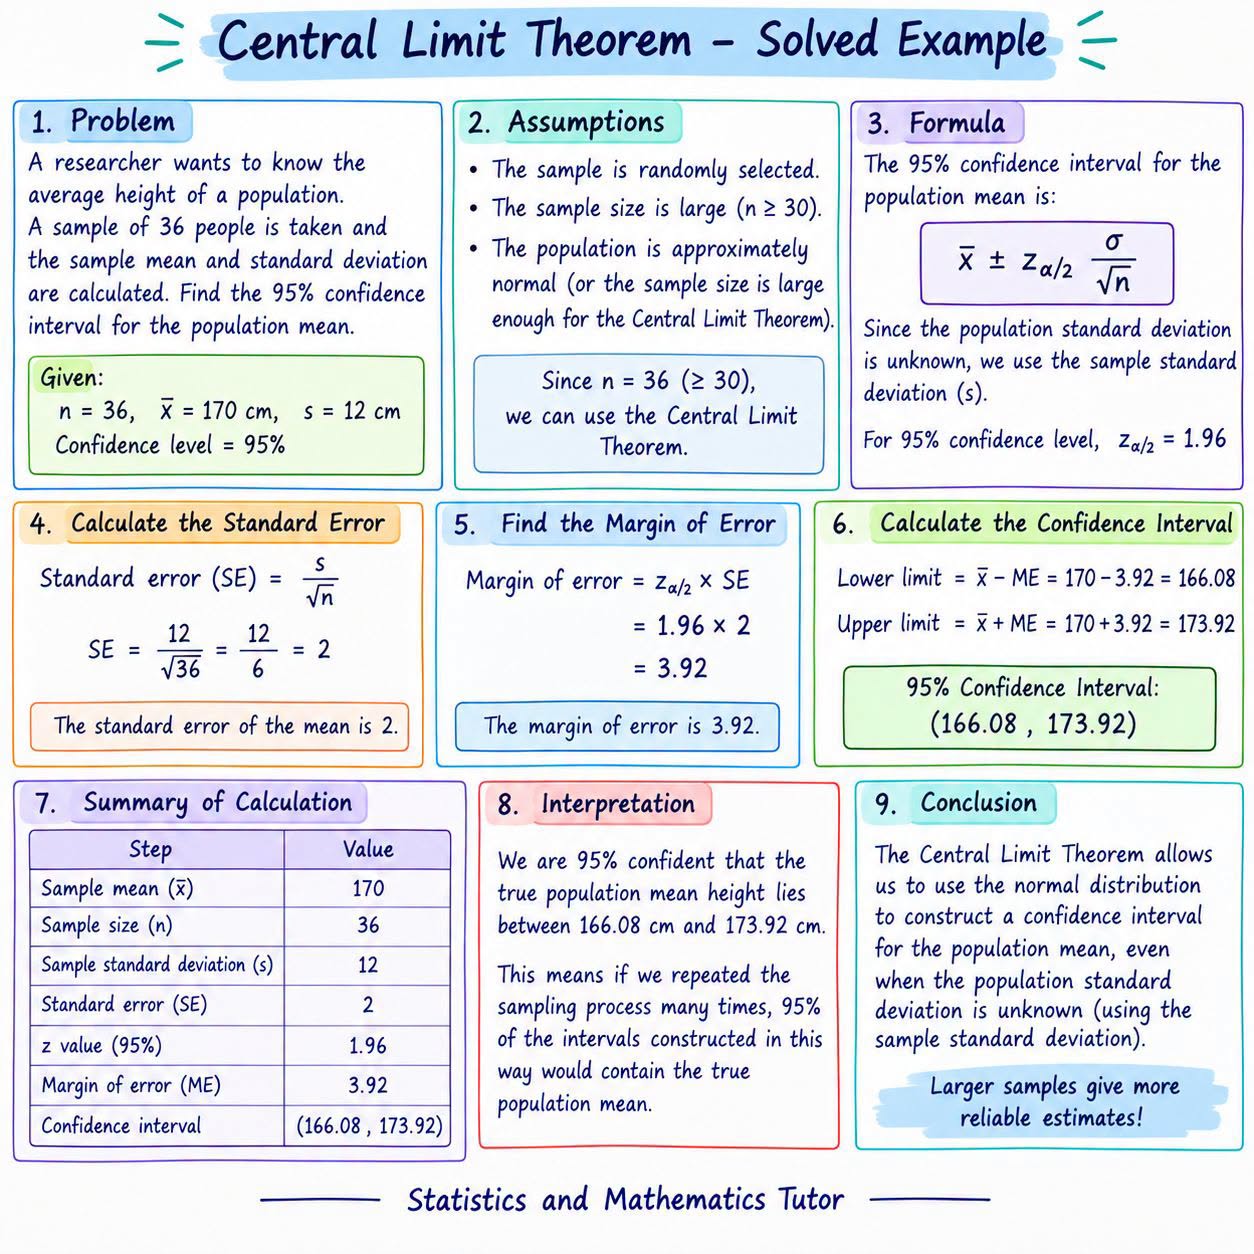 Central Limit Theorem – Solved Example
1. Problem
A researcher wants to know the
average height of a population.
A sample of 36 people is taken and
the sample mean and standard deviation
are calculated. Find the 95% confidence
interval for the population mean.
Given:
n = 36, x̄ = 170 cm, s = 12 cm
Confidence level = 95%
2. Assumptions
• The sample is randomly selected.
• The sample size is large (n ≥ 30).
• The population is approximately
normal (or the sample size is large
enough for the Central Limit Theorem).
Since n = 36 (≥ 30),
we can use the Central Limit
Theorem.
3. Formula
The 95% confidence interval for the
population mean is:
x̄ ± z_α/2 σ/√n
Since the population standard deviation
is unknown, we use the sample standard
deviation (s).
For 95% confidence level, z_α/2 = 1.96
4. Calculate the Standard Error
Standard error (SE) = s/√n
SE = 12/√36 = 12/6 = 2
The standard error of the mean is 2.
5. Find the Margin of Error
Margin of error = z_α/2 × SE
= 1.96 × 2
= 3.92
The margin of error is 3.92.
6. Calculate the Confidence Interval
Lower limit = x̄ − ME = 170 − 3.92 = 166.08
Upper limit = x̄ + ME = 170 + 3.92 = 173.92
95% Confidence Interval:
(166.08 , 173.92)
7. Summary of Calculation
Step Value
Sample mean (x̄) 170
Sample size (n) 36
Sample standard deviation (s) 12
Standard error (SE) 2
z value (95%) 1.96
Margin of error (ME) 3.92
Confidence interval (166.08 , 173.92)
8. Interpretation
We are 95% confident that the
true population mean height lies
between 166.08 cm and 173.92 cm.
This means if we repeated the
sampling process many times, 95%
of the intervals constructed in this
way would contain the true
population mean.
9. Conclusion
The Central Limit Theorem allows
us to use the normal distribution
to construct a confidence interval
for the population mean, even
when the population standard
deviation is unknown (using the
sample standard deviation).
Larger samples give more
reliable estimates!
Statistics and Mathematics Tutor